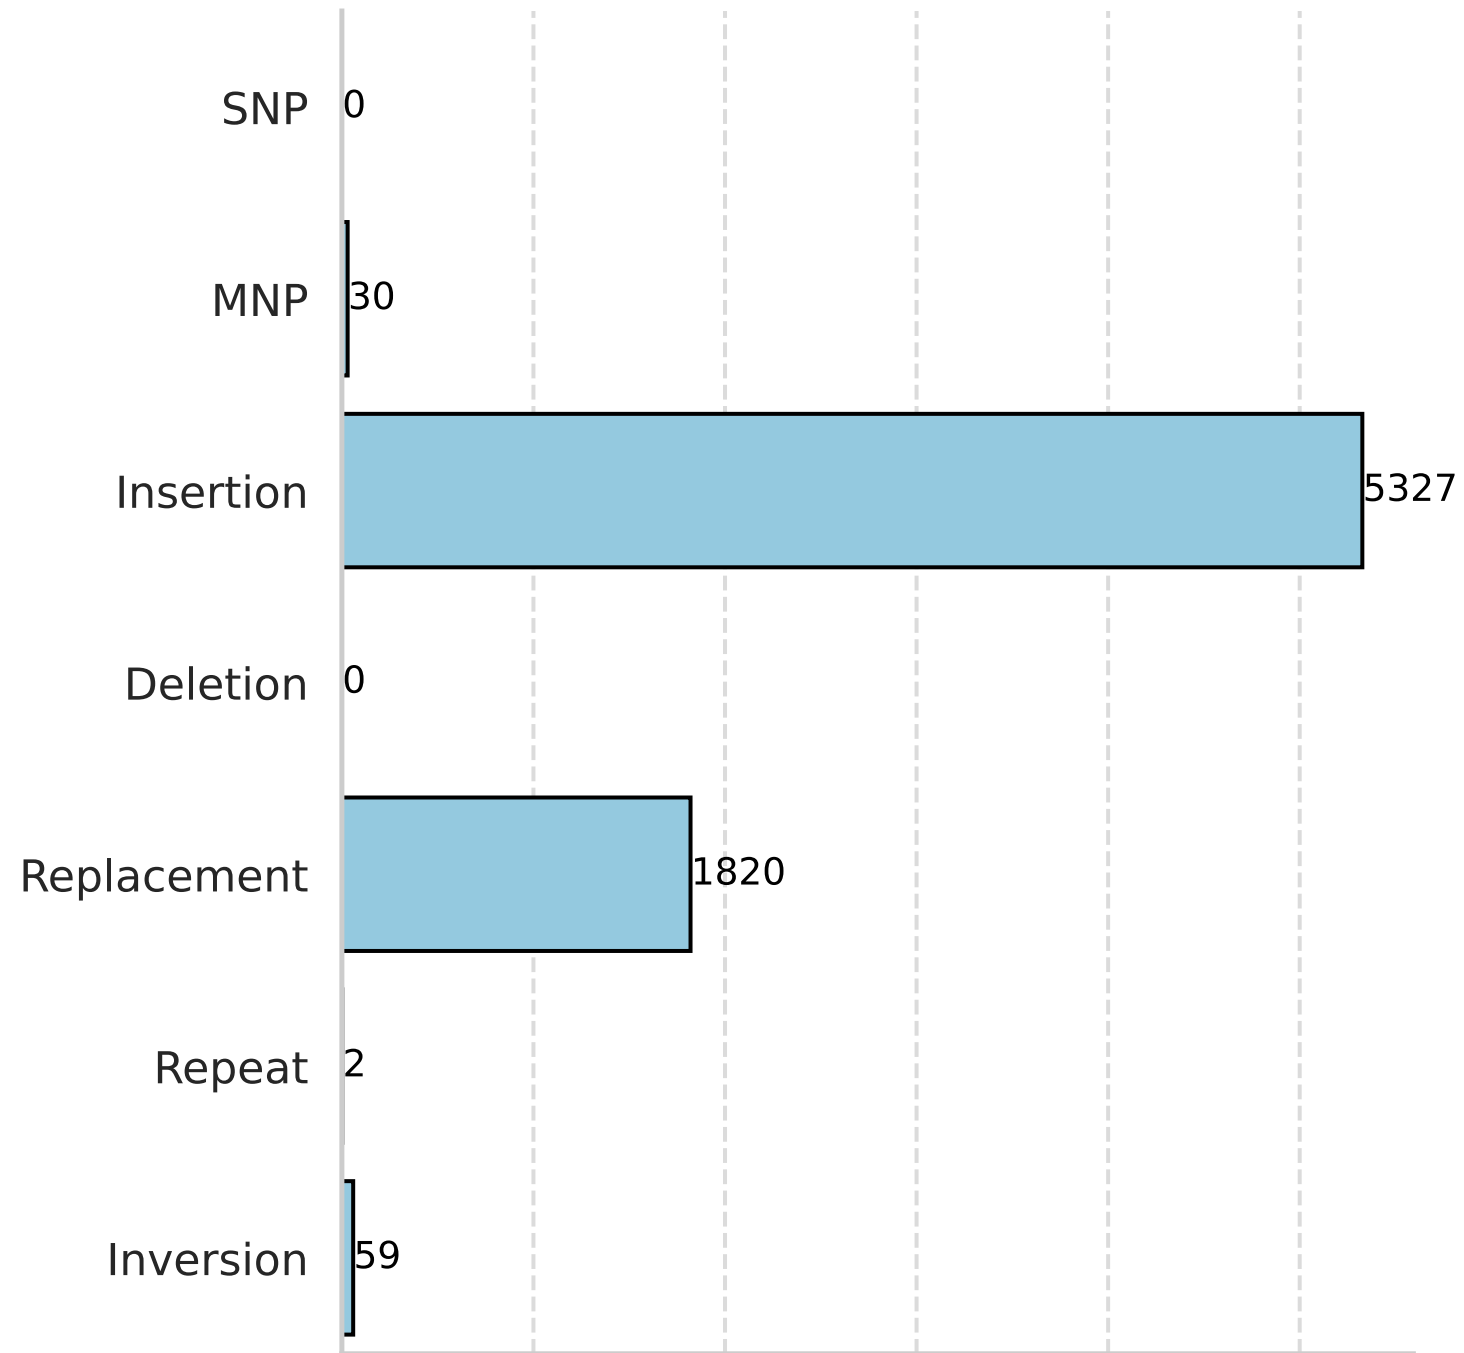 SNP 0
MNP 30
Insertion 5327
Deletion 0
Replacement 1820
Repeat 2
Inversion 59